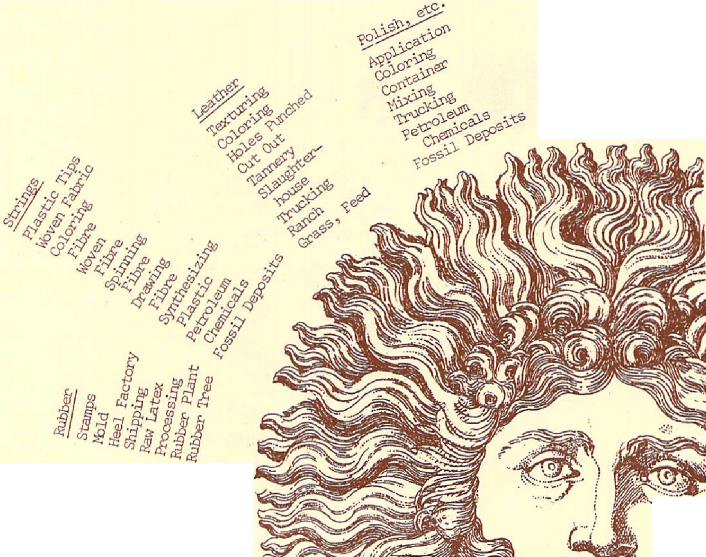 Polish, etc.
Application
Coloring
Container
Mixing
Trucking
Petroleum
Chemicals
Fossil Deposits
Leather
Texturing
Coloring
Holes Punched
Cut Out
Tannery
Slaughter-
house
Trucking
Ranch
Grass, Feed
Strings
Plastic Tips
Woven Fabric
Coloring
Fibre
Woven
Fibre
Spinning
Fibre
Drawing
Fibre
Synthesizing
Plastic
Petroleum
Chemicals
Fossil Deposits
Rubber
Stamps
Mold
Heel Factory
Shipping
Raw Latex
Processing
Rubber Plant
Rubber Tree